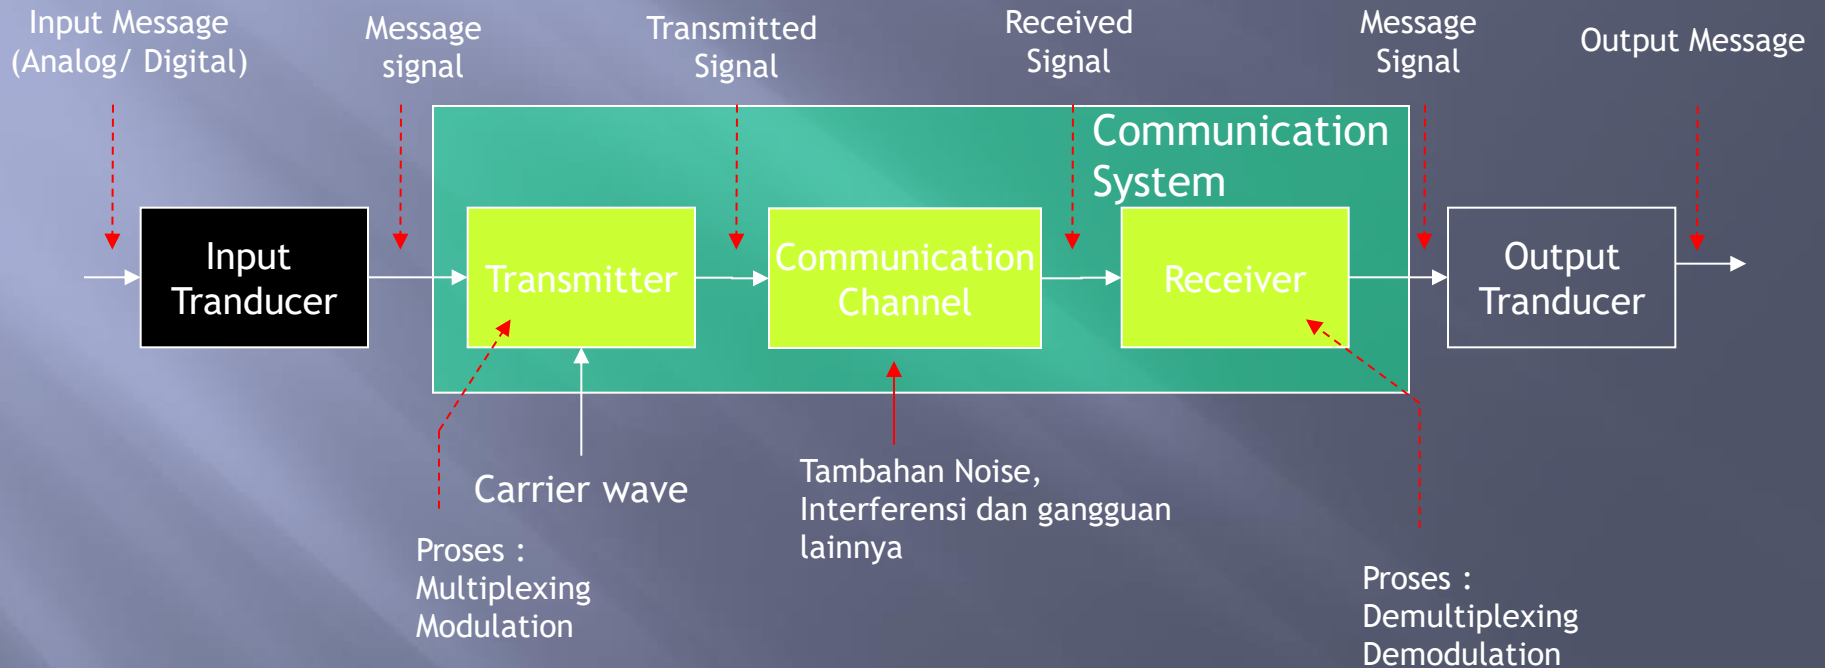 Input Message
(Analog/ Digital)
Message
signal
Transmitted
Signal
Received
Signal
Message
Signal
Output Message
Communication
System
Input
Tranducer
Transmitter
Communication
Channel
Receiver
Output
Tranducer
Carrier wave
Tambahan Noise,
Interferensi dan gangguan
lainnya
Proses :
Multiplexing
Modulation
Proses :
Demultiplexing
Demodulation